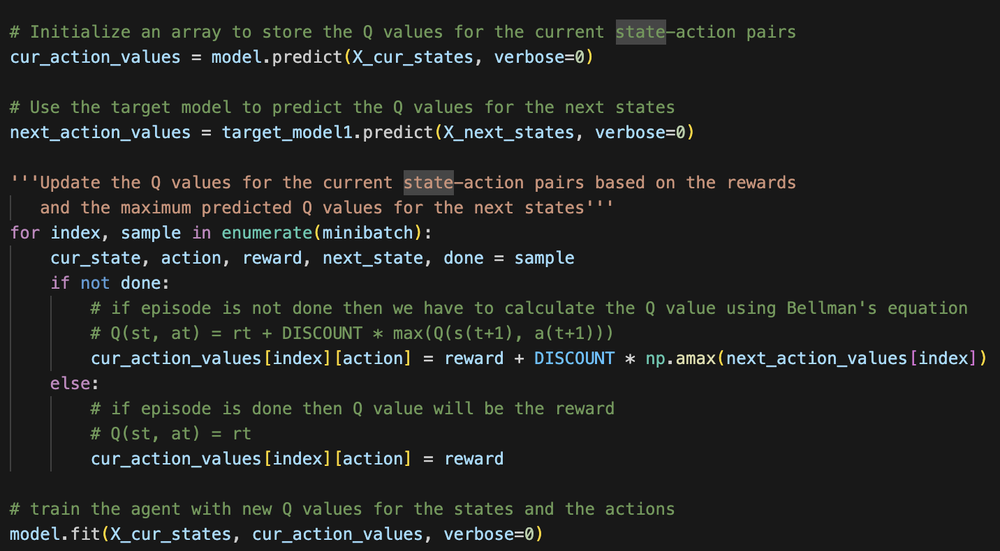 # Initialize an array to store the Q values for the current state-action pairs
cur_action_values = model.predict(X_cur_states, verbose=0)
# Use the target model to predict the Q values for the next states
next_action_values = target_model1.predict(X_next_states, verbose=0)
'''Update the Q values for the current state-action pairs based on the rewards
   and the maximum predicted Q values for the next states'''
for index, sample in enumerate(minibatch):
    cur_state, action, reward, next_state, done = sample
    if not done:
        # if episode is not done then we have to calculate the Q value using Bellman's equation
        # Q(st, at) = rt + DISCOUNT * max(Q(s(t+1), a(t+1)))
        cur_action_values[index][action] = reward + DISCOUNT * np.amax(next_action_values[index])
    else:
        # if episode is done then Q value will be the reward
        # Q(st, at) = rt
        cur_action_values[index][action] = reward
# train the agent with new Q values for the states and the actions
model.fit(X_cur_states, cur_action_values, verbose=0)